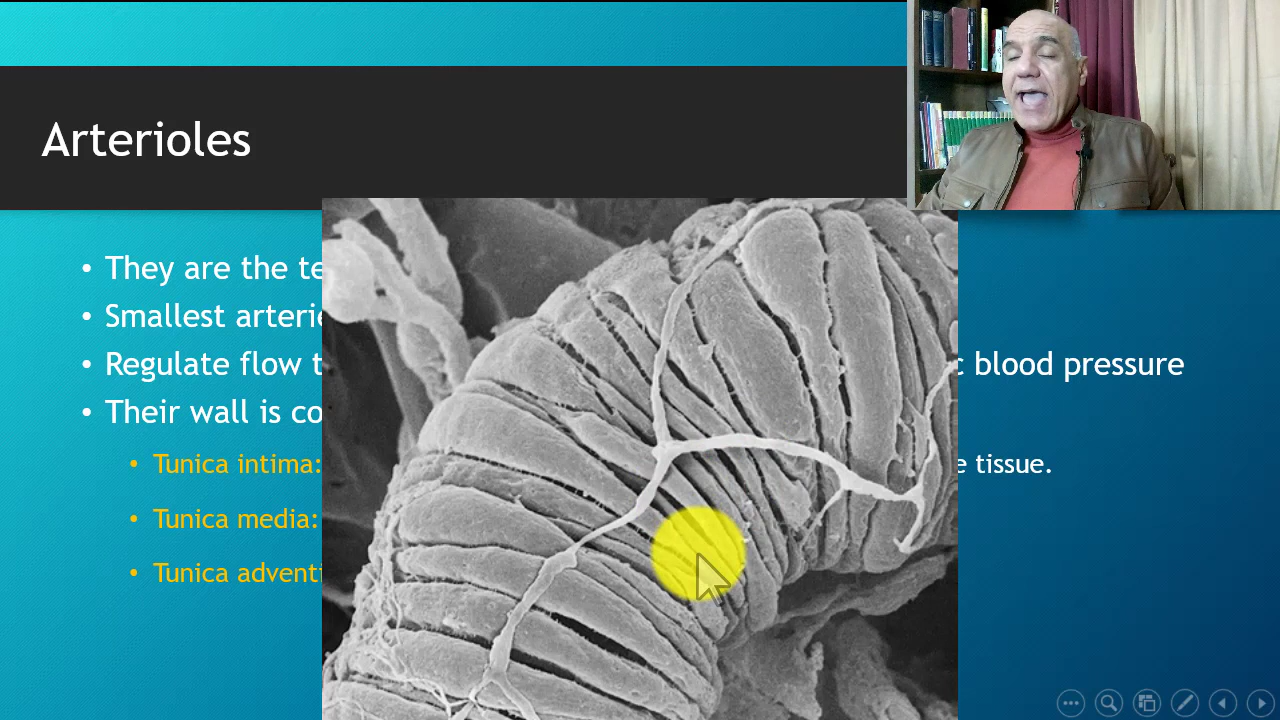 Arterioles
• They are the te
• Smallest arterie
• Regulate flow t c blood pressure
• Their wall is co
• Tunica intima: e tissue.
• Tunica media:
• Tunica adventi